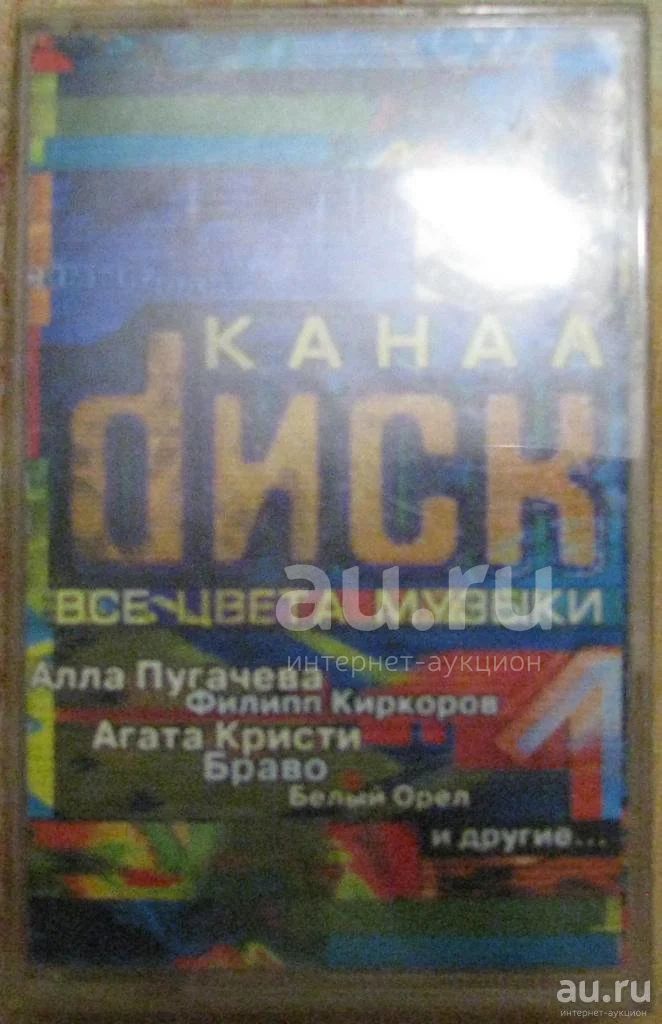 КАНАЛ
диск
ВСЕ ЦВЕТА МУЗЫКИ
Алла Пугачева
Филипп Киркоров
Агата Кристи
Браво
Белый Орел
1
и другие...
au.ru
интернет-аукцион
au.ru
интернет-аукцион